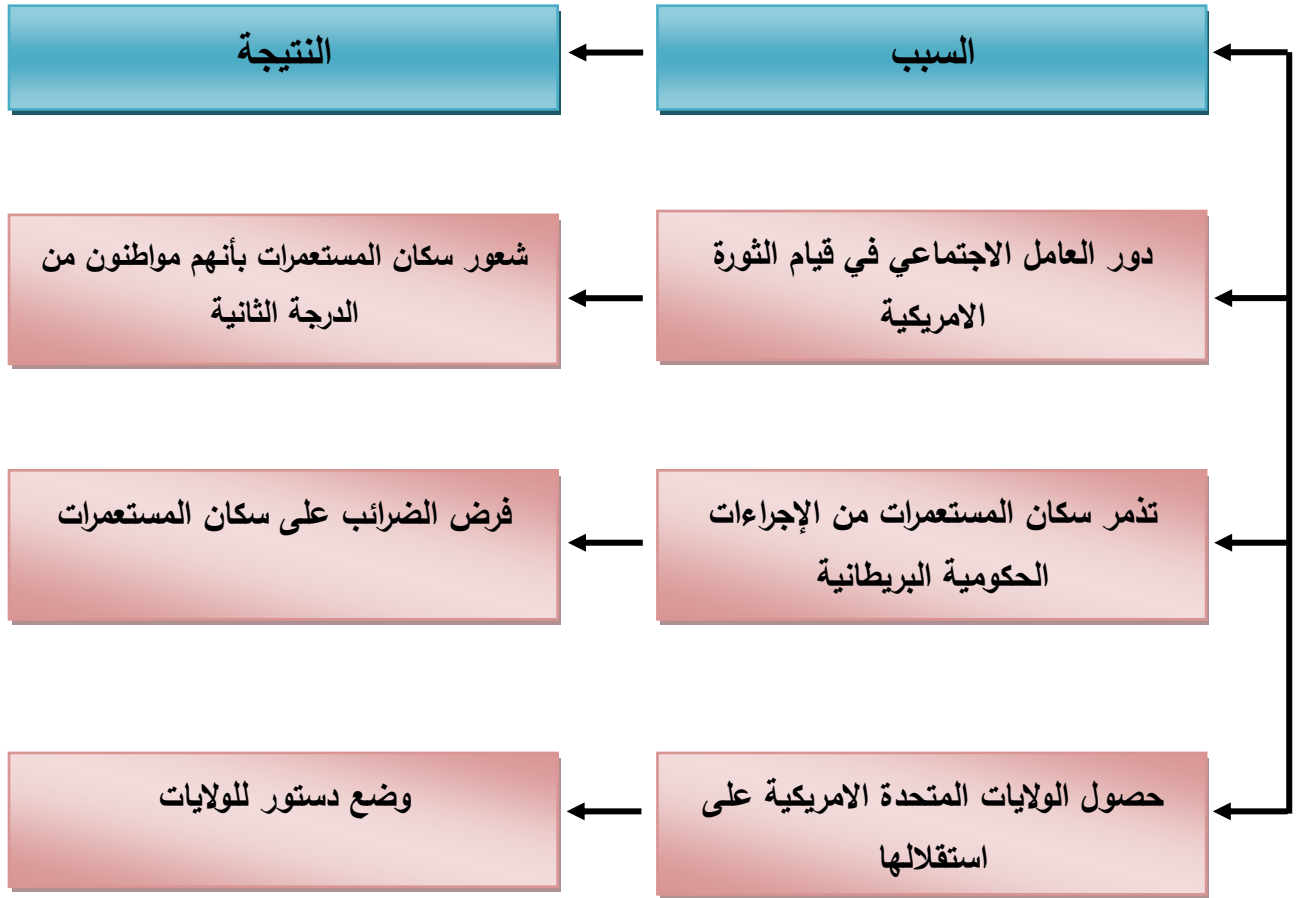 السبب
النتيجة
دور العامل الاجتماعي في قيام الثورة
الامريكية
شعور سكان المستعمرات بأنهم مواطنون من
الدرجة الثانية
تذمر سكان المستعمرات من الإجراءات
الحكومية البريطانية
فرض الضرائب على سكان المستعمرات
حصول الولايات المتحدة الامريكية على
استقلالها
وضع دستور للولايات